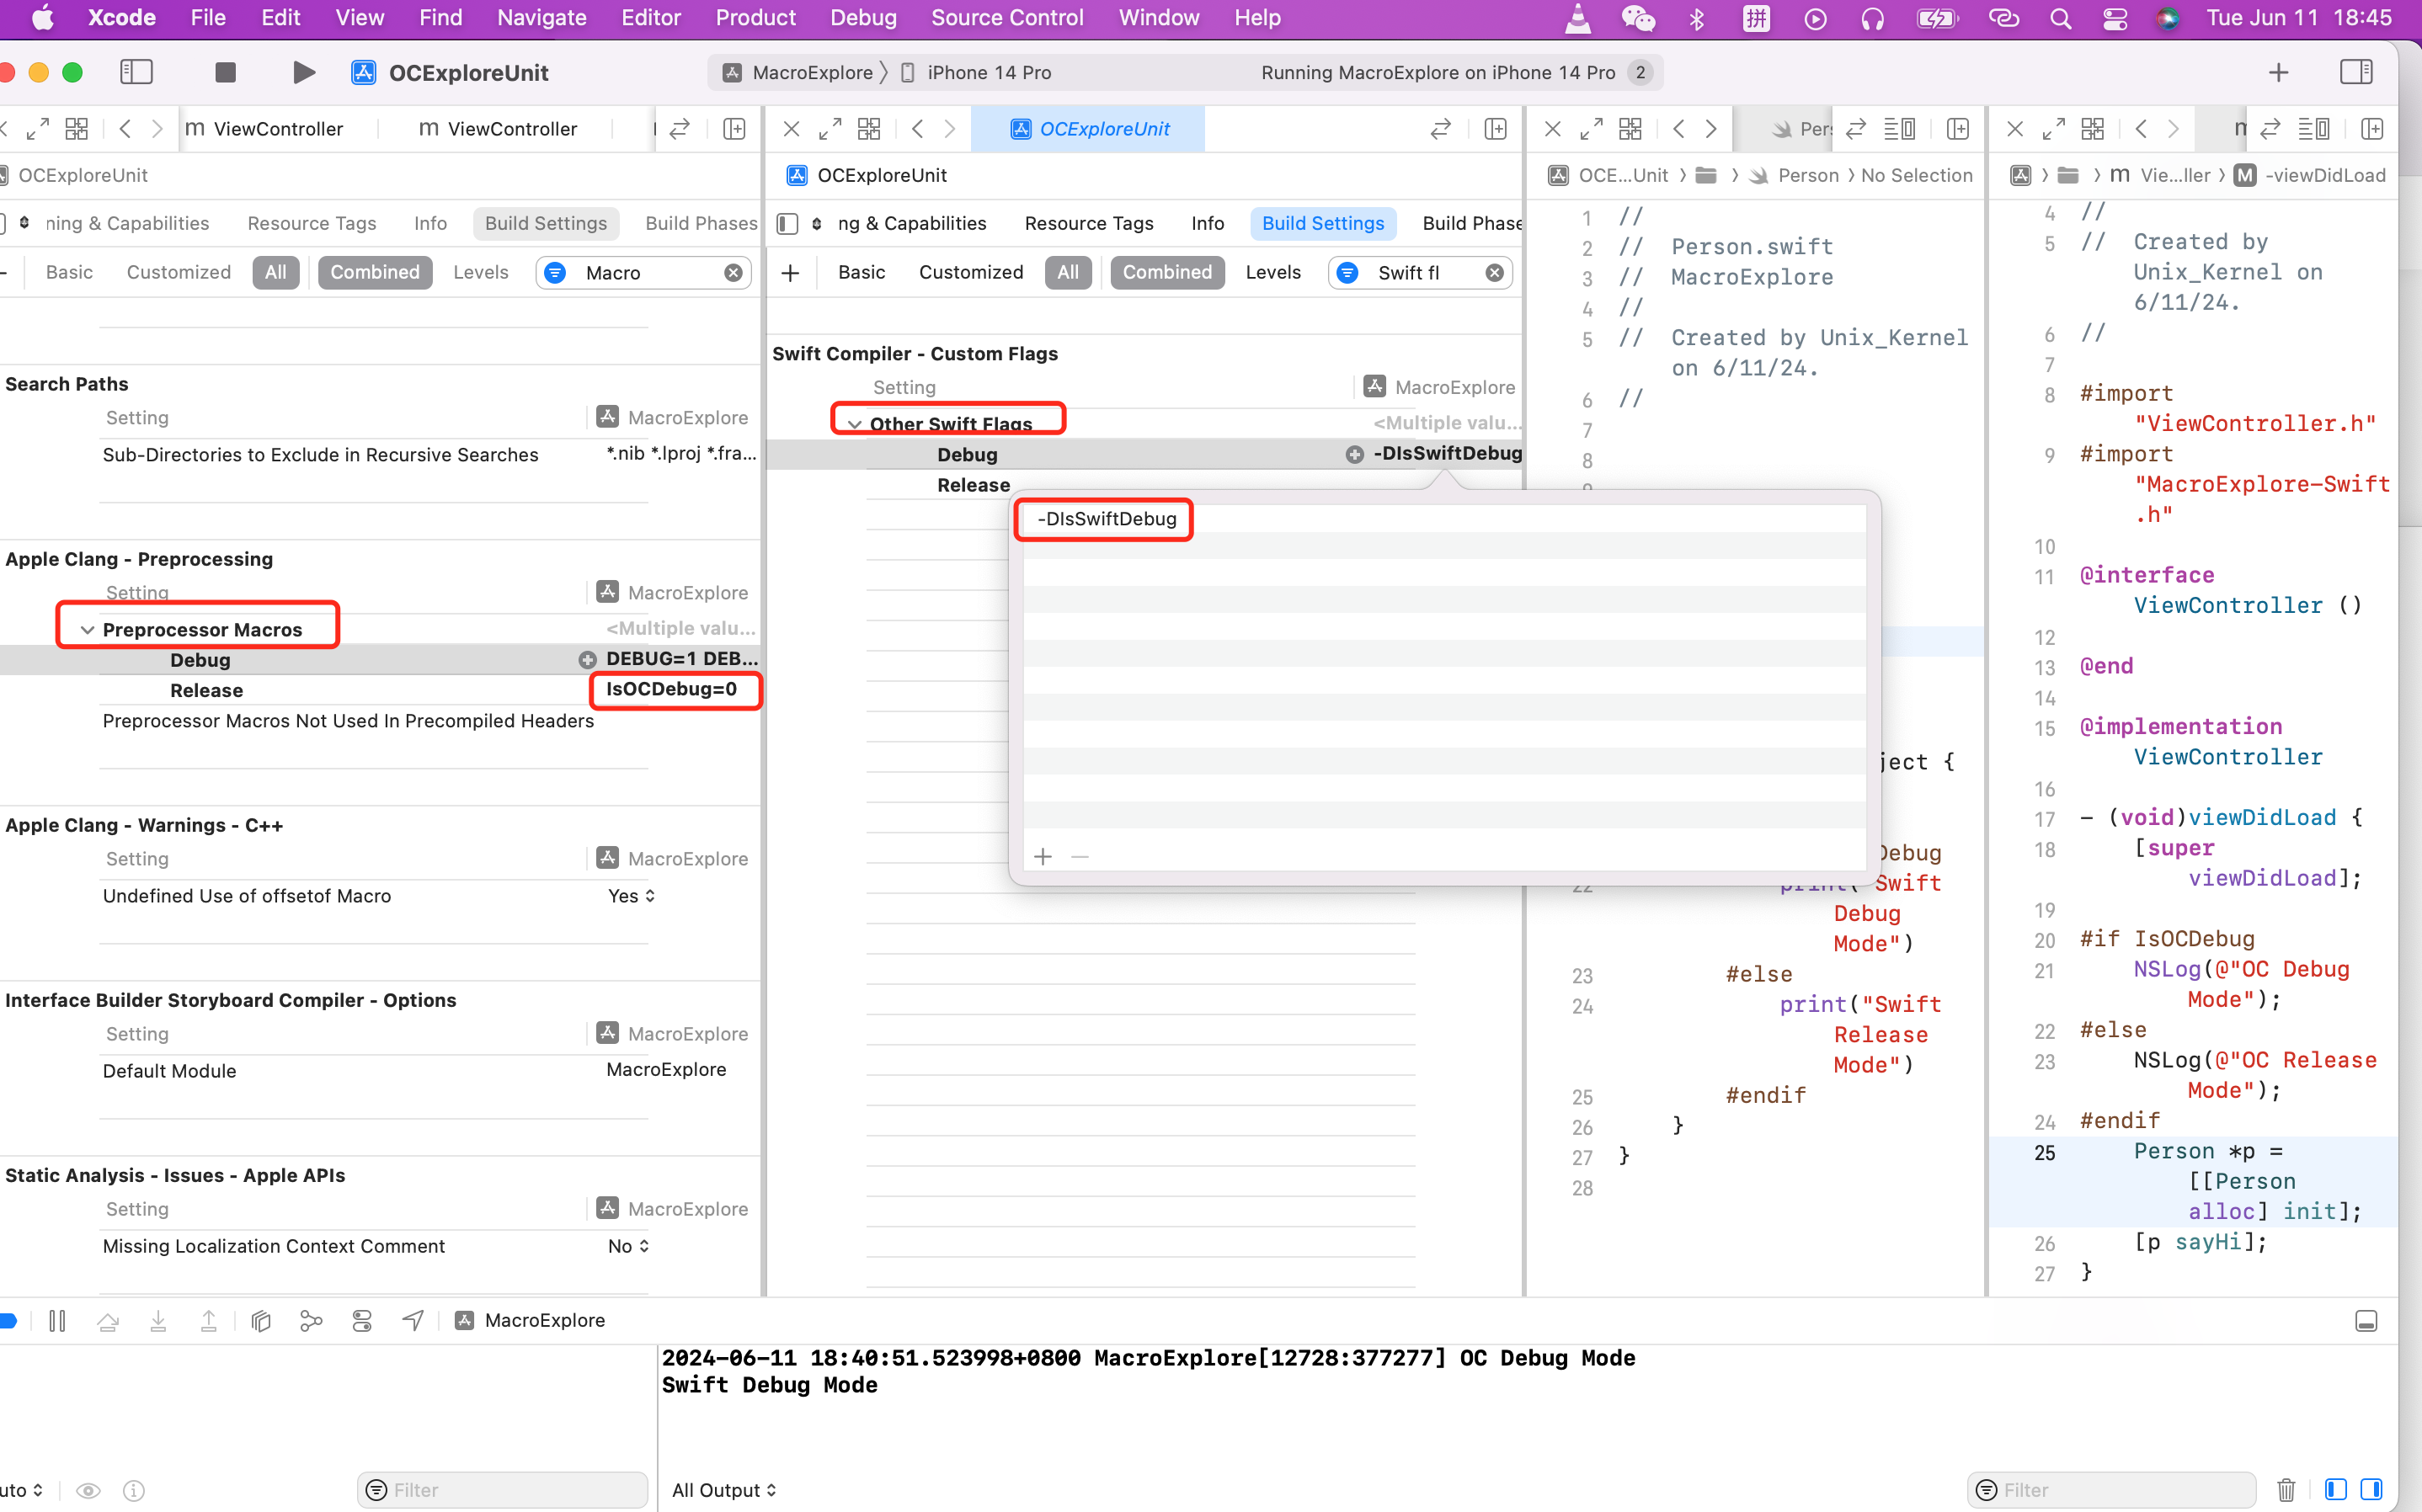 Xcode File Edit View Find Navigate Editor Product Debug Source Control Window Help 拼 Tue Jun 11 18:45
OCExploreUnit MacroExplore iPhone 14 Pro Running MacroExplore on iPhone 14 Pro 2
m ViewController m ViewController
OCExploreUnit
ning & Capabilities Resource Tags Info Build Settings Build Phases
Basic Customized All Combined Levels Macro
Search Paths
Setting MacroExplore
Sub-Directories to Exclude in Recursive Searches *.nib *.lproj *.fra...
Apple Clang - Preprocessing
Setting MacroExplore
Preprocessor Macros <Multiple valu...
Debug DEBUG=1 DEB...
Release IsOCDebug=0
Preprocessor Macros Not Used In Precompiled Headers
Apple Clang - Warnings - C++
Setting MacroExplore
Undefined Use of offsetof Macro Yes
Interface Builder Storyboard Compiler - Options
Setting MacroExplore
Default Module MacroExplore
Static Analysis - Issues - Apple APIs
Setting MacroExplore
Missing Localization Context Comment No
OCExploreUnit
OCExploreUnit
ng & Capabilities Resource Tags Info Build Settings Build Phase
Basic Customized All Combined Levels Swift fl
Swift Compiler - Custom Flags
Setting MacroExplore
Other Swift Flags <Multiple valu...
Debug -DIsSwiftDebug
Release
-DIsSwiftDebug
Pers
OCE...Unit Person No Selection
1 //
2 // Person.swift
3 // MacroExplore
4 //
5 // Created by Unix_Kernel
on 6/11/24.
6 //
7
8
9
ject {
Debug
22 print("Swift
Debug
Mode")
23 #else
24 print("Swift
Release
Mode")
25 #endif
26 }
27 }
28
m Vie...ller M -viewDidLoad
4 //
5 // Created by
Unix_Kernel on
6/11/24.
6 //
7
8 #import
"ViewController.h"
9 #import
"MacroExplore-Swift
.h"
10
11 @interface
ViewController ()
12
13 @end
14
15 @implementation
ViewController
16
17 - (void)viewDidLoad {
18 [super
viewDidLoad];
19
20 #if IsOCDebug
21 NSLog(@"OC Debug
Mode");
22 #else
23 NSLog(@"OC Release
Mode");
24 #endif
25 Person *p =
[[Person
alloc] init];
26 [p sayHi];
27 }
MacroExplore
2024-06-11 18:40:51.523998+0800 MacroExplore[12728:377277] OC Debug Mode
Swift Debug Mode
uto Filter All Output Filter